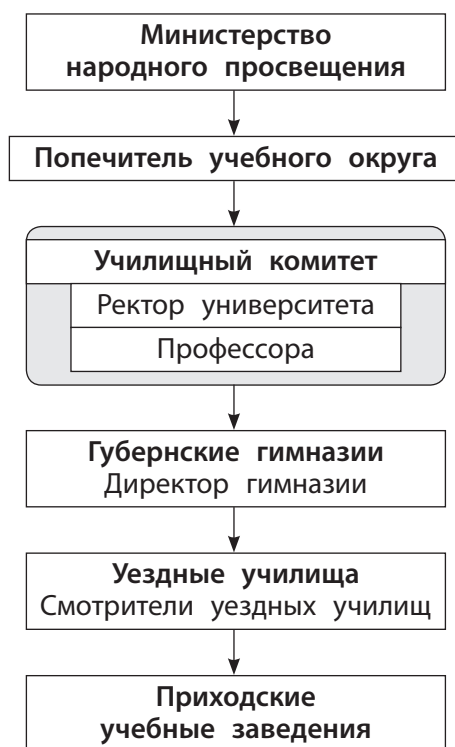 Министерство
народного просвещения
Попечитель учебного округа
Училищный комитет
Ректор университета
Профессора
Губернские гимназии
Директор гимназии
Уездные училища
Смотрители уездных училищ
Приходские
учебные заведения